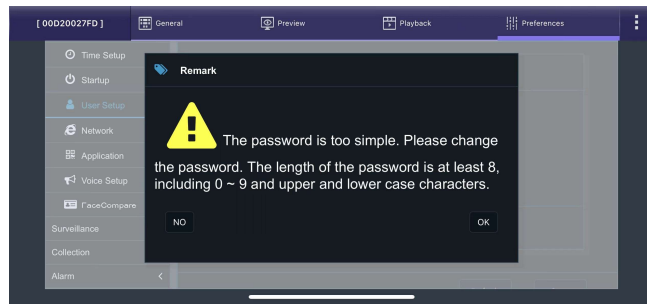 [ 00D20027FD ] General Preview Playback Preferences
Time Setup
Remark
Startup
User Setup
The password is too simple. Please change
Network
the password. The length of the password is at least 8,
Application
including 0 ~ 9 and upper and lower case characters.
Voice Setup
FaceCompare
NO OK
Surveillance
Collection
Alarm <